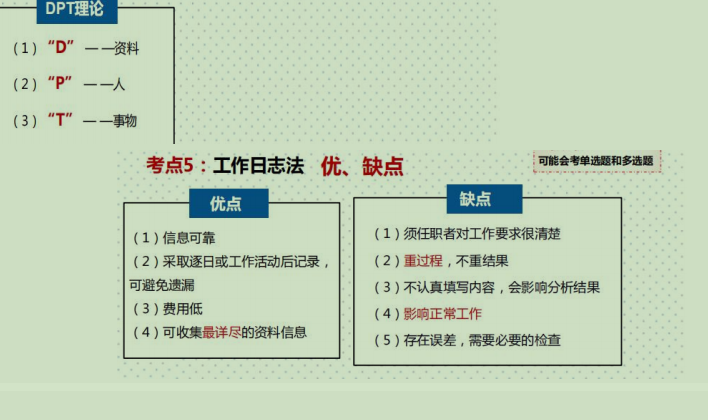 DPT理论
（1）“D” ——资料
（2）“P” ——人
（3）“T” ——事物
考点5：工作日志法 优、缺点
可能会考单选题和多选题
优点
（1）信息可靠
（2）采取逐日或工作活动后记录，
可避免遗漏
（3）费用低
（4）可收集最详尽的资料信息
缺点
（1）须任职者对工作要求很清楚
（2）重过程，不重结果
（3）不认真填写内容，会影响分析结果
（4）影响正常工作
（5）存在误差，需要必要的检查